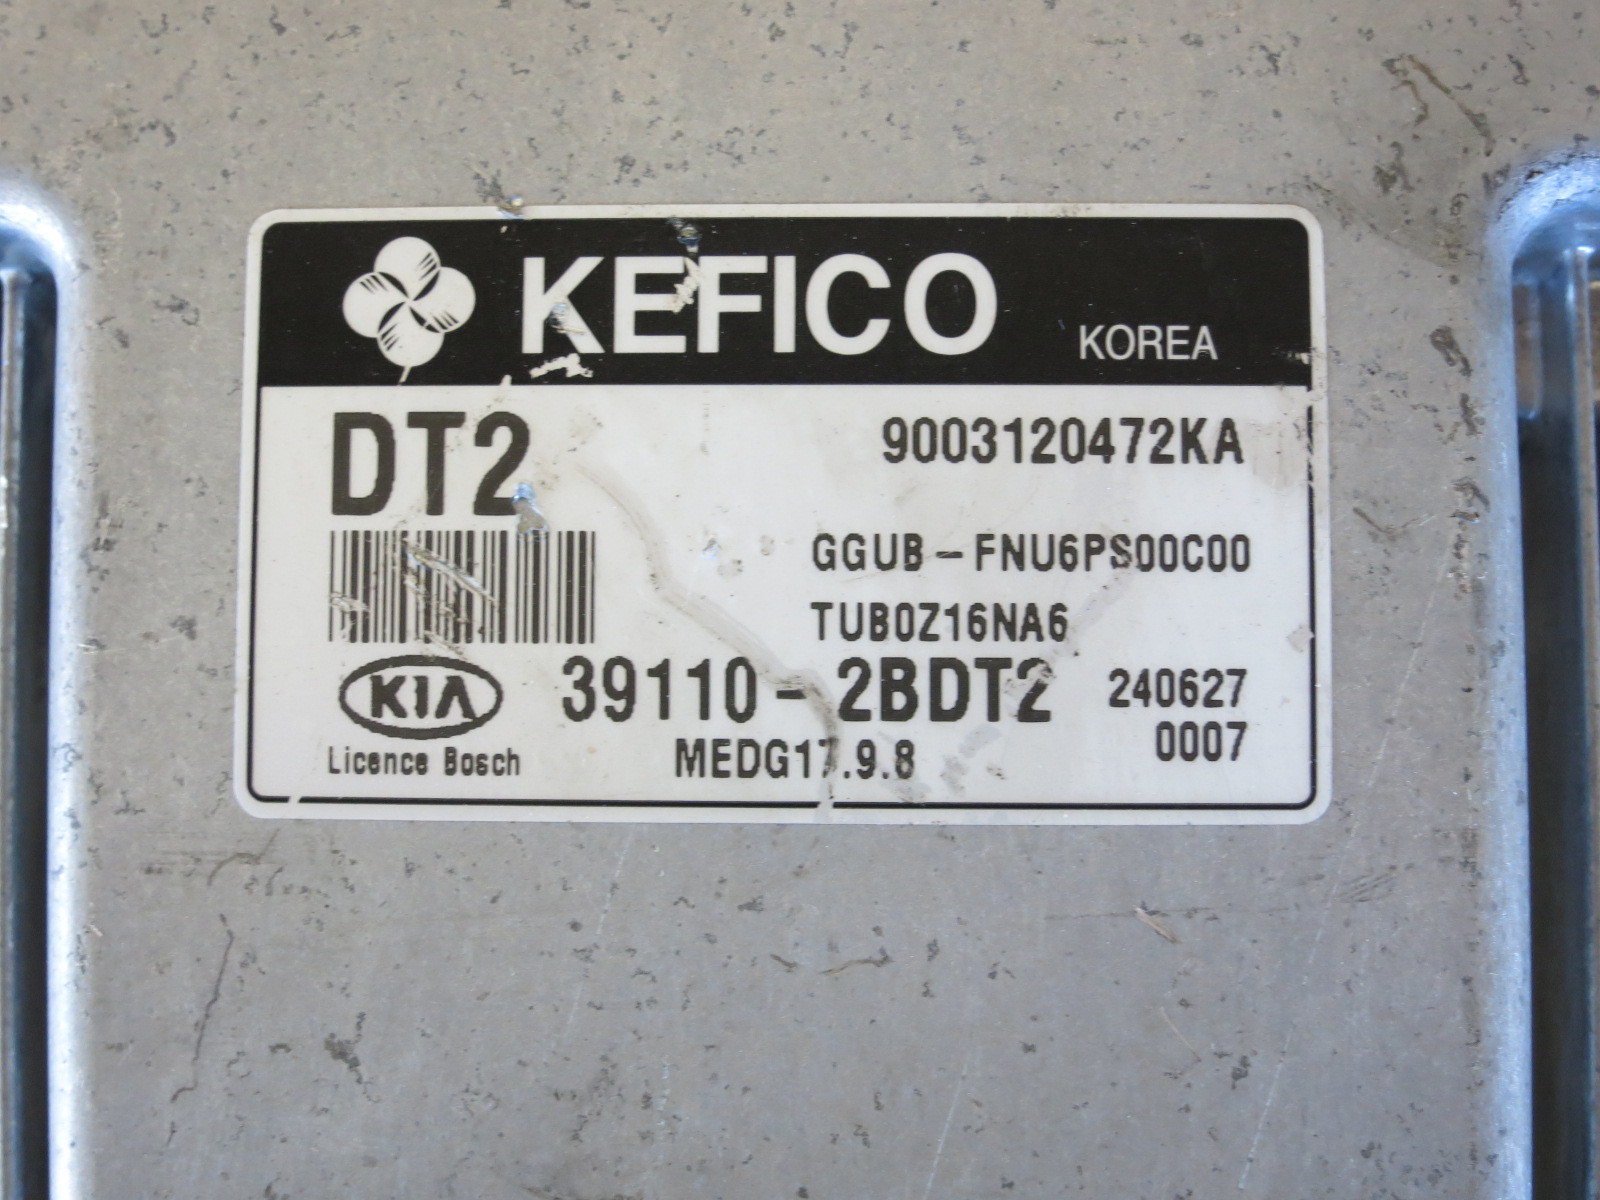 KEFICO KOREA
DT2
9003120472KA
GGUB-FNU6PS00C00
TUB0Z16NA6
KIA 39110-2BDT2 240627
Licence Bosch MEDG17.9.8 0007